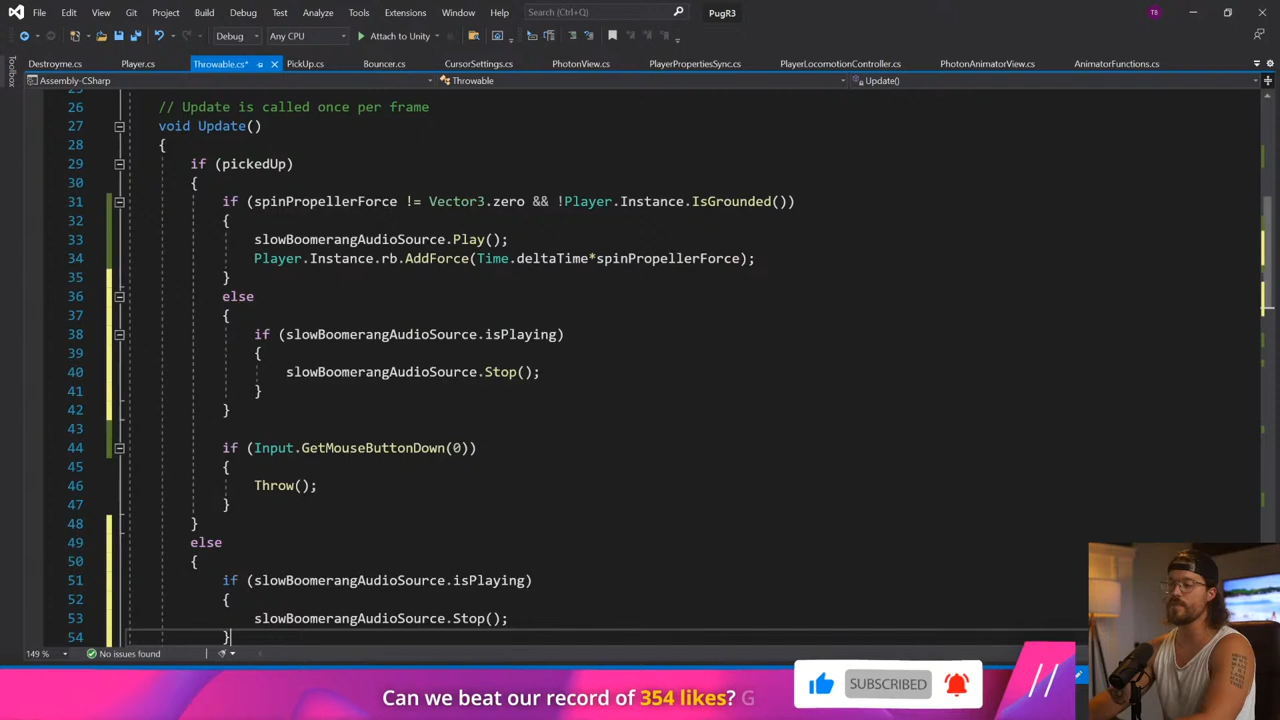 File Edit View Git Project Build Debug Test Analyze Tools Extensions Window Help Search (Ctrl+Q) PugR3 TB
Debug Any CPU Attach to Unity
Destroyme.cs Player.cs Throwable.cs* PickUp.cs Bouncer.cs CursorSettings.cs PhotonView.cs PlayerPropertiesSync.cs PlayerLocomotionController.cs PhotonAnimatorView.cs AnimatorFunctions.cs
Toolbox
Assembly-CSharp Throwable Update()
25
26 // Update is called once per frame
27 void Update()
28 {
29 if (pickedUp)
30 {
31 if (spinPropellerForce != Vector3.zero && !Player.Instance.IsGrounded())
32 {
33 slowBoomerangAudioSource.Play();
34 Player.Instance.rb.AddForce(Time.deltaTime*spinPropellerForce);
35 }
36 else
37 {
38 if (slowBoomerangAudioSource.isPlaying)
39 {
40 slowBoomerangAudioSource.Stop();
41 }
42 }
43
44 if (Input.GetMouseButtonDown(0))
45 {
46 Throw();
47 }
48 }
49 else
50 {
51 if (slowBoomerangAudioSource.isPlaying)
52 {
53 slowBoomerangAudioSource.Stop();
54 }
149 % No issues found
Can we beat our record of 354 likes? G
SUBSCRIBED
//